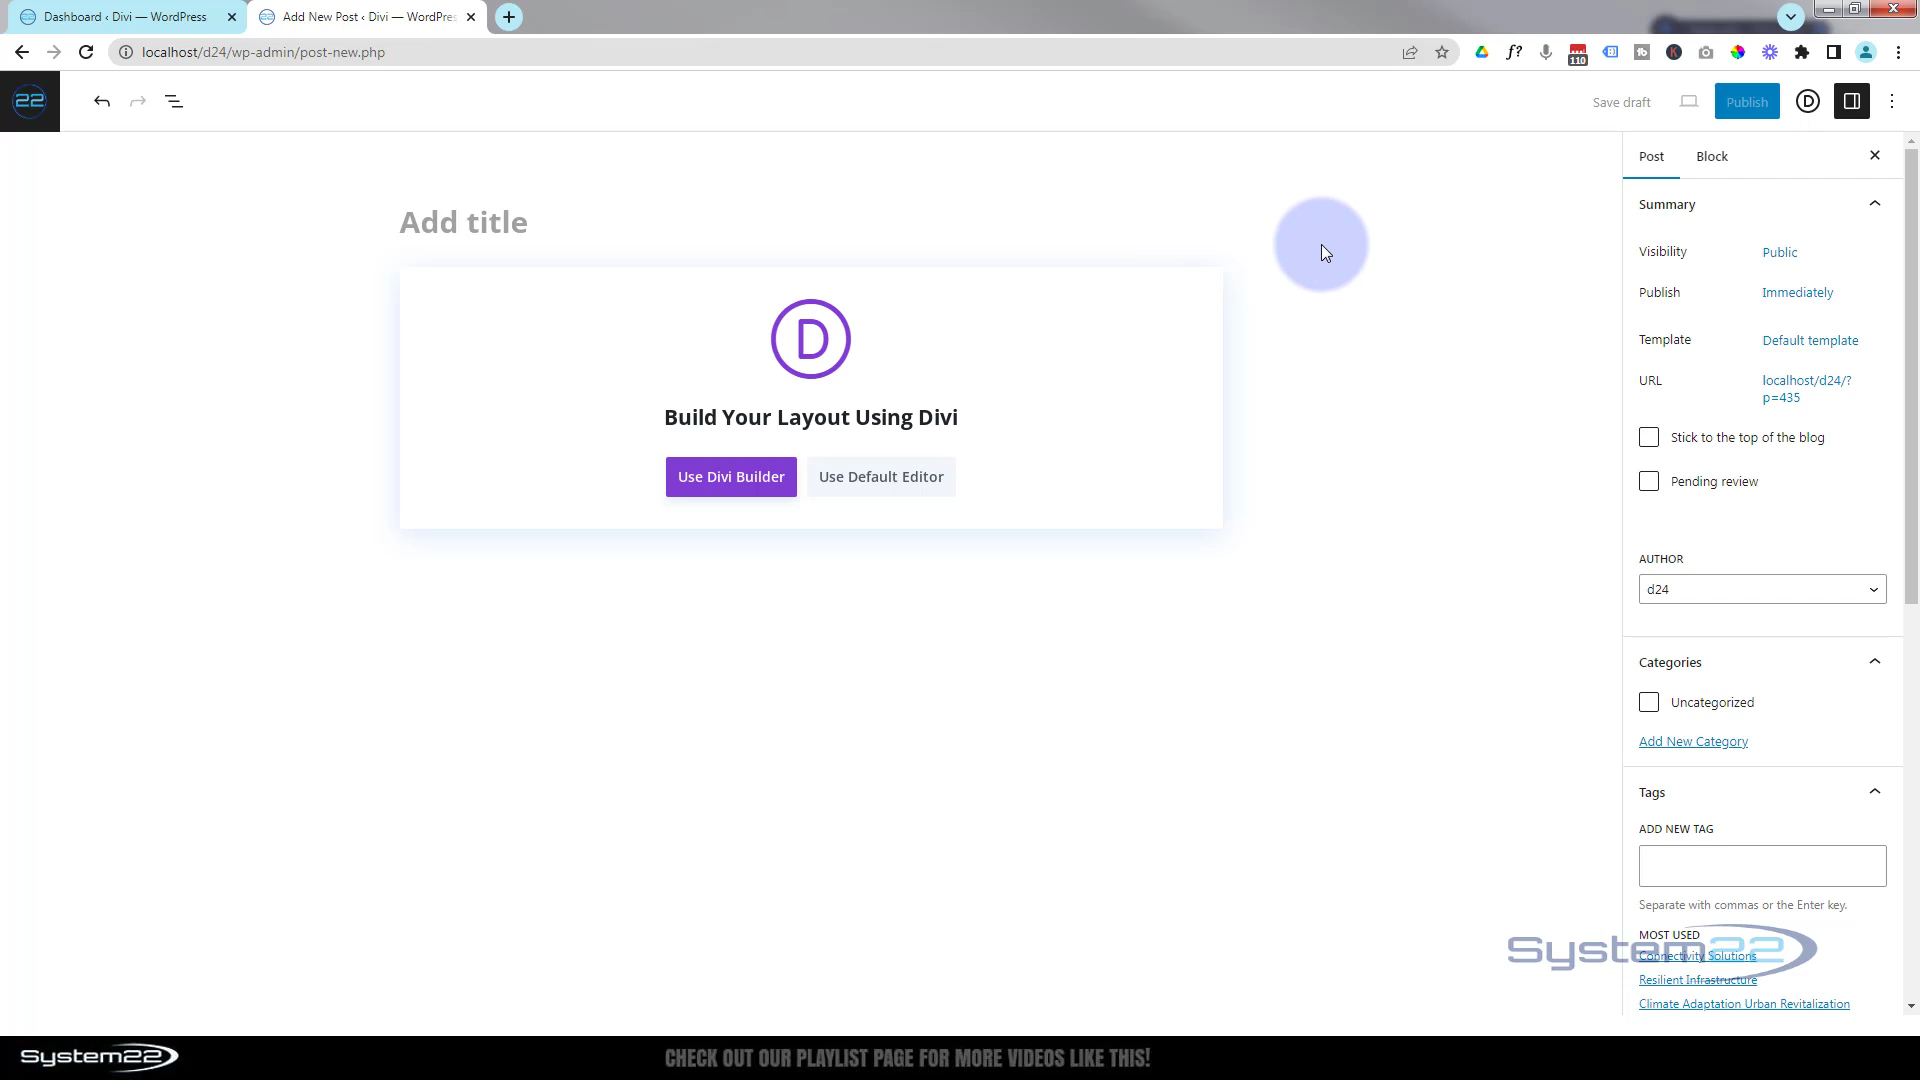 Dashboard ‹ Divi — WordPress
Add New Post ‹ Divi — WordPres
localhost/d24/wp-admin/post-new.php
f?
tb
K
110
22
Save draft
Publish
D
Post
Block
Add title
Summary
Visibility
Public
Publish
Immediately
Template
Default template
URL
localhost/d24/?
p=435
D
Build Your Layout Using Divi
Use Divi Builder
Use Default Editor
Stick to the top of the blog
Pending review
AUTHOR
d24
Categories
Uncategorized
Add New Category
Tags
ADD NEW TAG
Separate with commas or the Enter key.
MOST USED
System22
Connectivity Solutions
Resilient Infrastructure
Climate Adaptation Urban Revitalization
System22
CHECK OUT OUR PLAYLIST PAGE FOR MORE VIDEOS LIKE THIS!